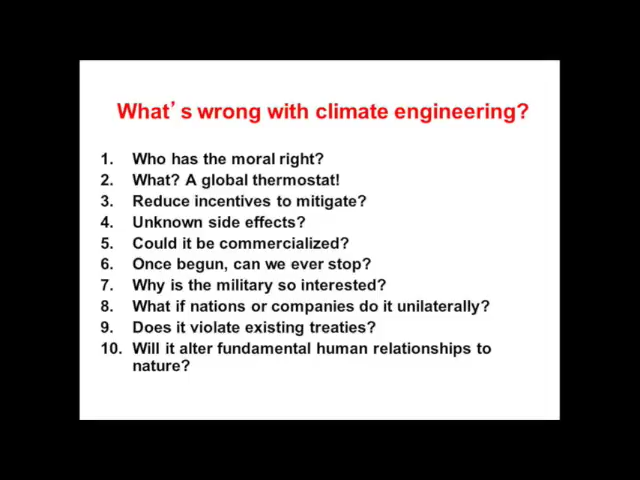 What’s wrong with climate engineering?
1. Who has the moral right?
2. What? A global thermostat!
3. Reduce incentives to mitigate?
4. Unknown side effects?
5. Could it be commercialized?
6. Once begun, can we ever stop?
7. Why is the military so interested?
8. What if nations or companies do it unilaterally?
9. Does it violate existing treaties?
10. Will it alter fundamental human relationships to
nature?